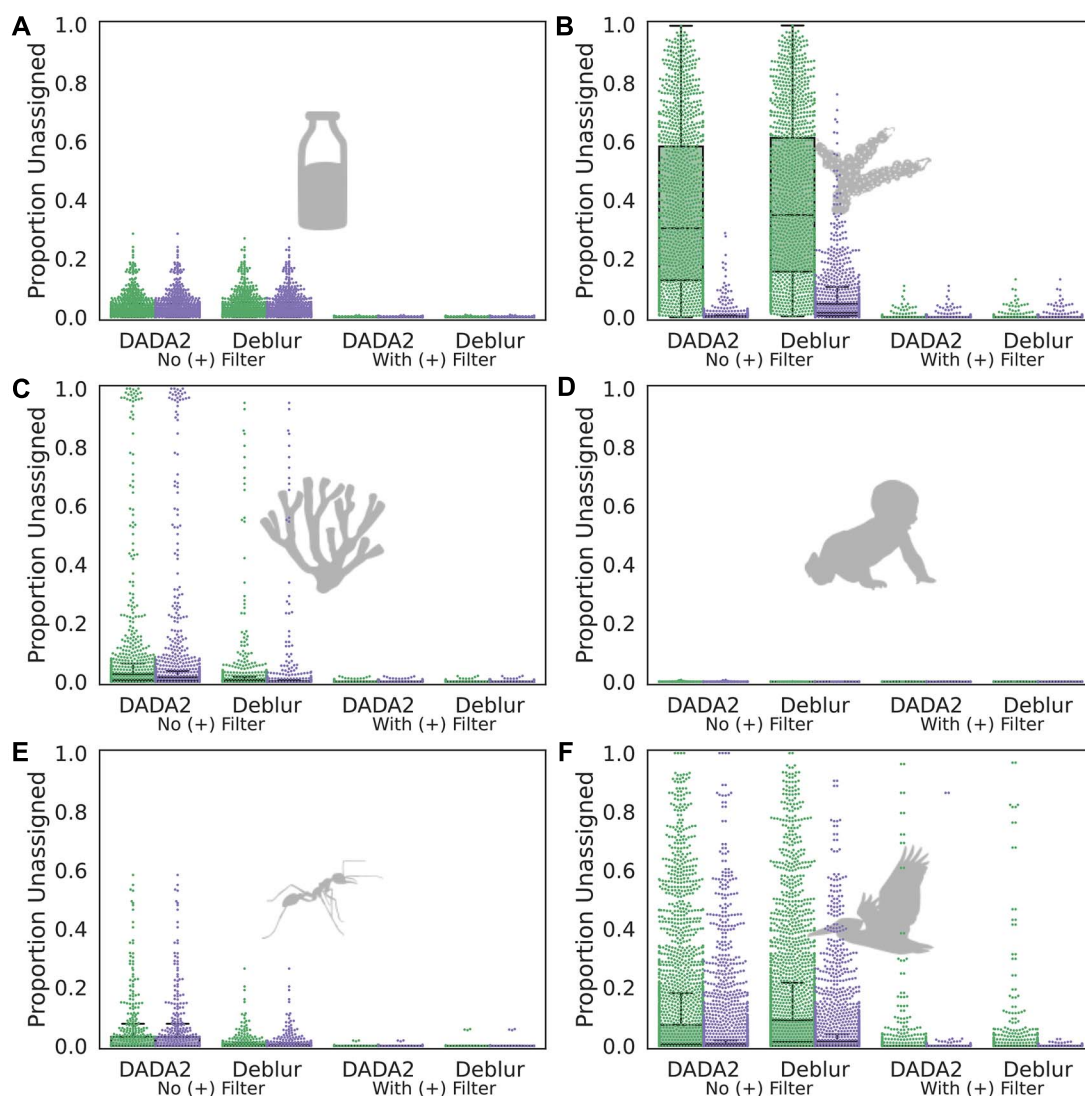 A
Proportion Unassigned
1.0
0.8
0.6
0.4
0.2
0.0
DADA2 Deblur DADA2 Deblur
No (+) Filter With (+) Filter
B
Proportion Unassigned
1.0
0.8
0.6
0.4
0.2
0.0
DADA2 Deblur DADA2 Deblur
No (+) Filter With (+) Filter
C
Proportion Unassigned
1.0
0.8
0.6
0.4
0.2
0.0
DADA2 Deblur DADA2 Deblur
No (+) Filter With (+) Filter
D
Proportion Unassigned
1.0
0.8
0.6
0.4
0.2
0.0
DADA2 Deblur DADA2 Deblur
No (+) Filter With (+) Filter
E
Proportion Unassigned
1.0
0.8
0.6
0.4
0.2
0.0
DADA2 Deblur DADA2 Deblur
No (+) Filter With (+) Filter
F
Proportion Unassigned
1.0
0.8
0.6
0.4
0.2
0.0
DADA2 Deblur DADA2 Deblur
No (+) Filter With (+) Filter